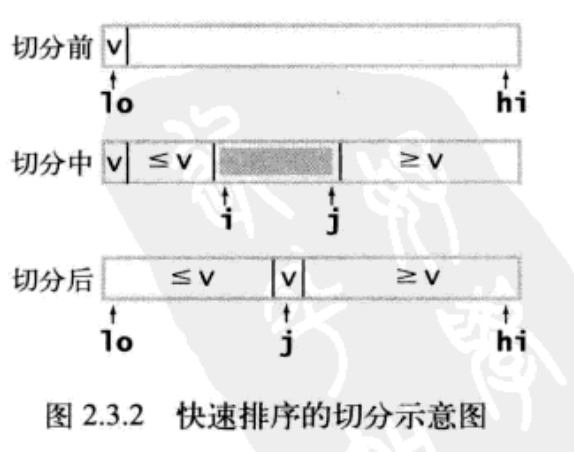 切分前 v
lo hi
切分中 v ≤ v ≥ v
i j
切分后 ≤ v v ≥ v
lo j hi
图 2.3.2 快速排序的切分示意图